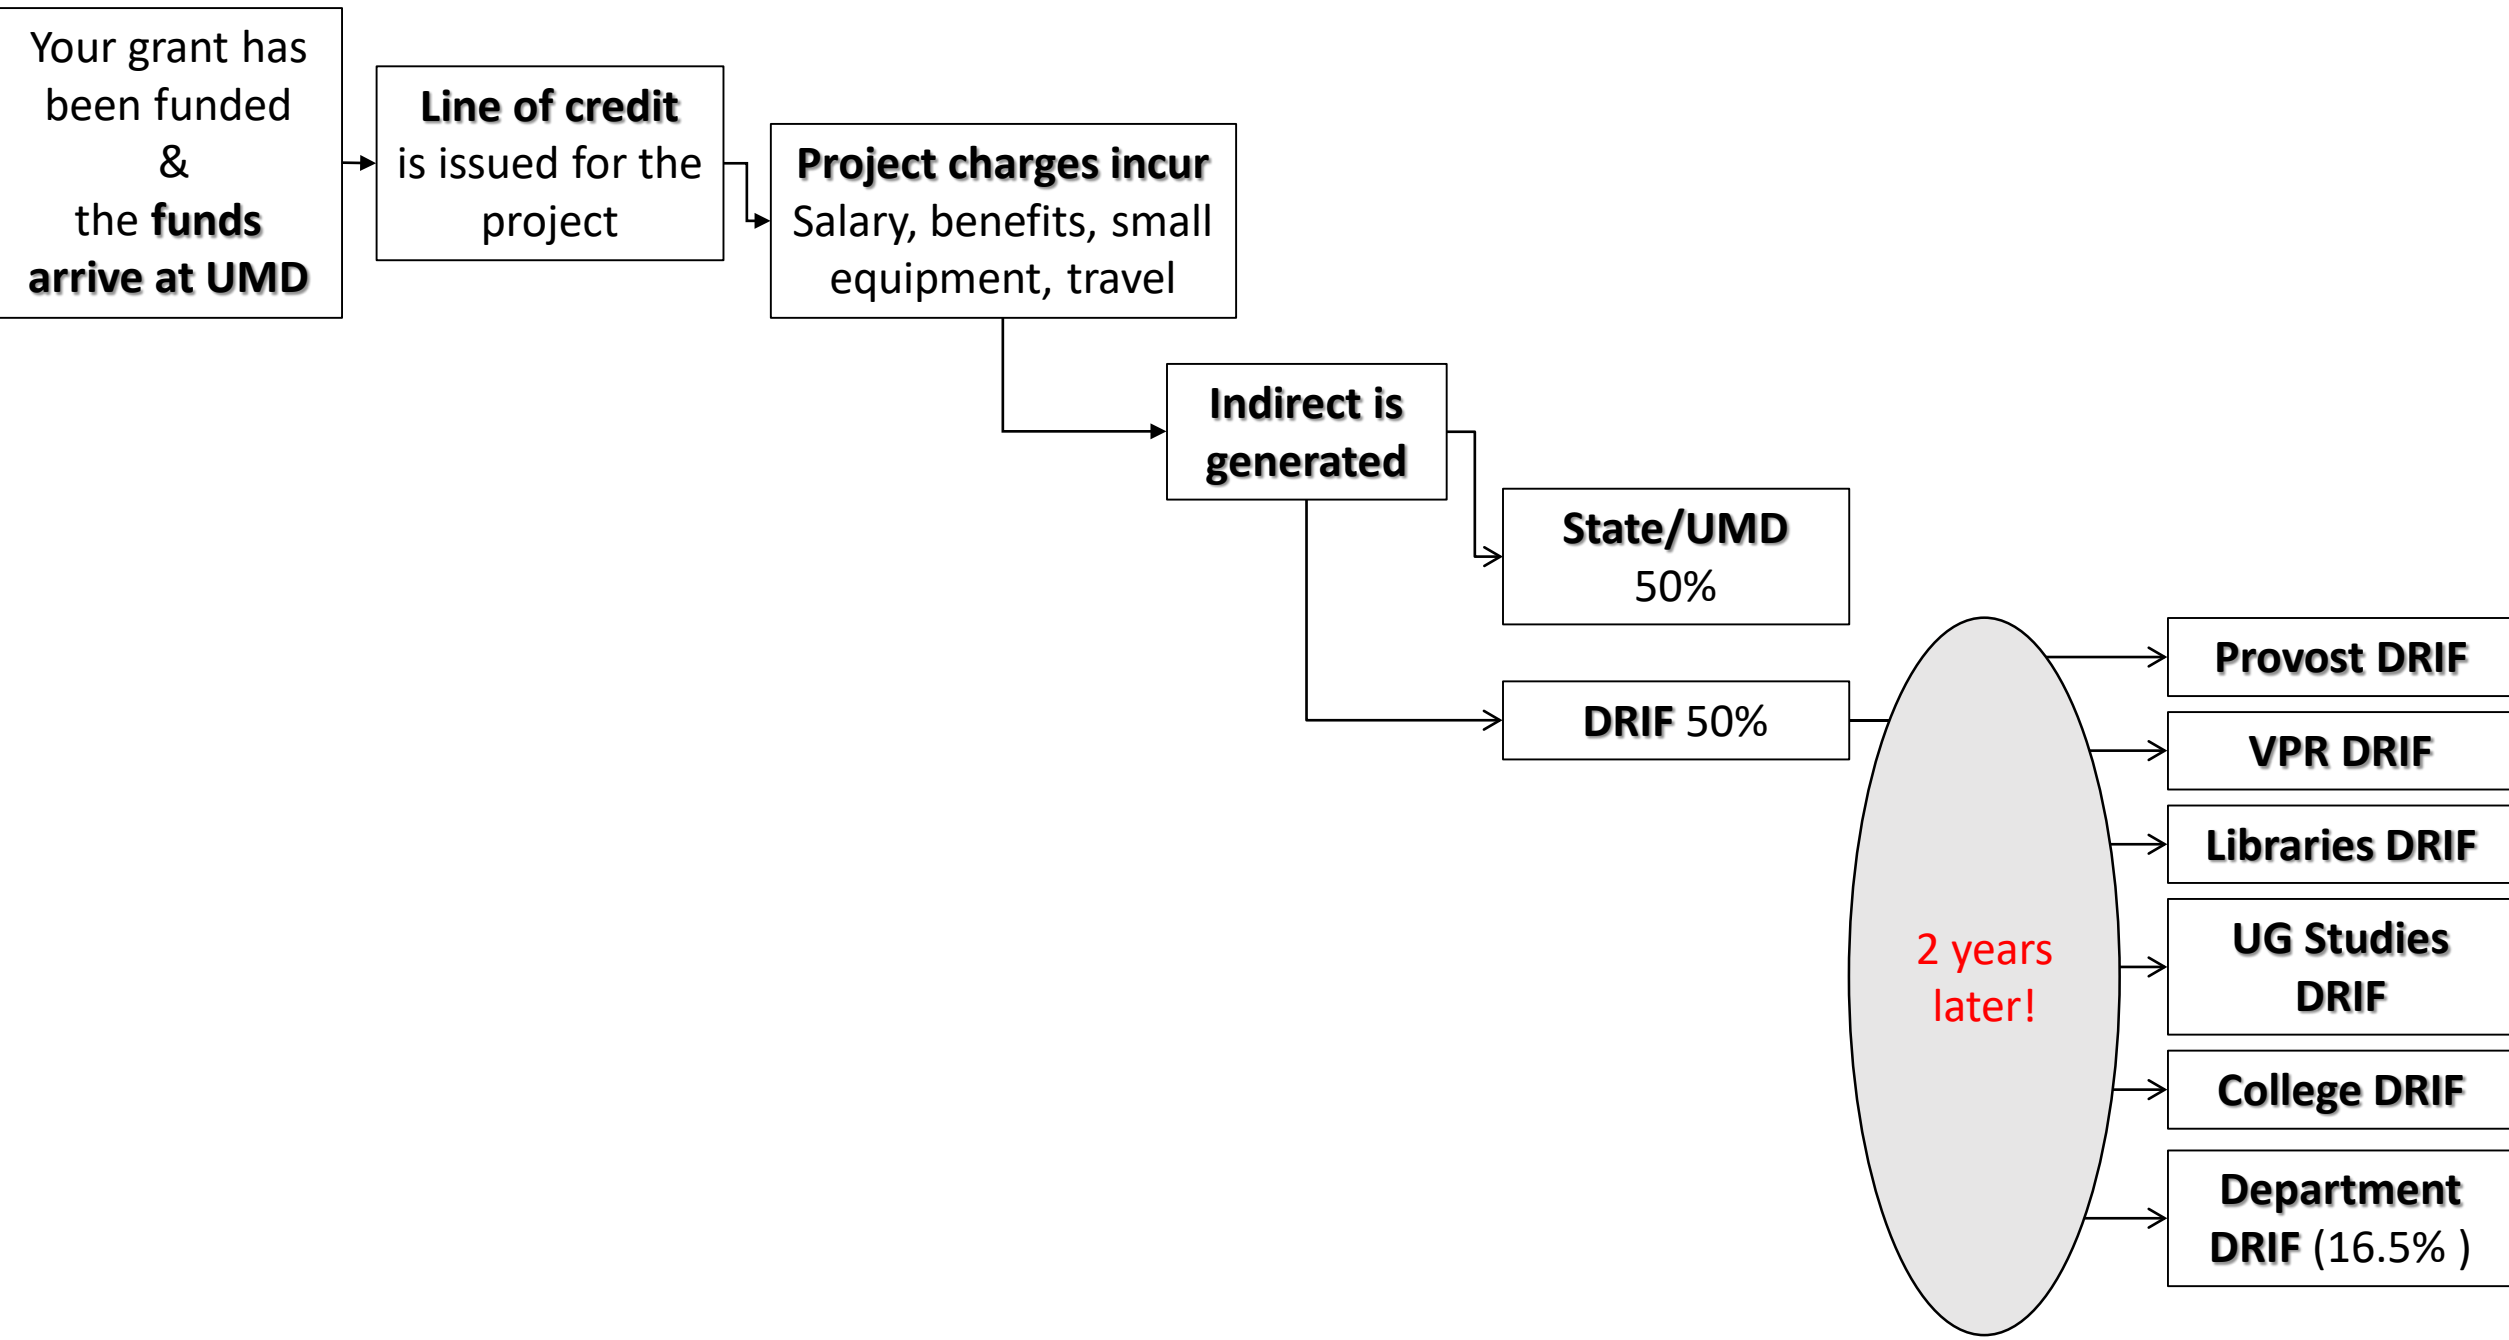 Your grant has
been funded
&
the funds
arrive at UMD
Line of credit
is issued for the
project
Project charges incur
Salary, benefits, small
equipment, travel
Indirect is
generated
State/UMD
50%
DRIF 50%
2 years
later!
Provost DRIF
VPR DRIF
Libraries DRIF
UG Studies
DRIF
College DRIF
Department
DRIF (16.5% )